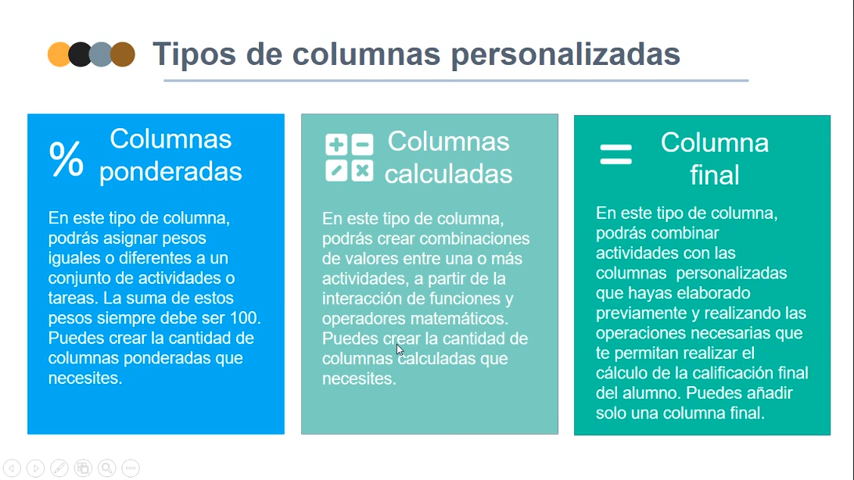 Tipos de columnas personalizadas
%
Columnas
ponderadas
En este tipo de columna,
podrás asignar pesos
iguales o diferentes a un
conjunto de actividades o
tareas. La suma de estos
pesos siempre debe ser 100.
Puedes crear la cantidad de
columnas ponderadas que
necesites.
Columnas
calculadas
En este tipo de columna,
podrás crear combinaciones
de valores entre una o más
actividades, a partir de la
interacción de funciones y
operadores matemáticos.
Puedes crear la cantidad de
columnas calculadas que
necesites.
=
Columna
final
En este tipo de columna,
podrás combinar
actividades con las
columnas personalizadas
que hayas elaborado
previamente y realizando las
operaciones necesarias que
te permitan realizar el
cálculo de la calificación final
del alumno. Puedes añadir
solo una columna final.